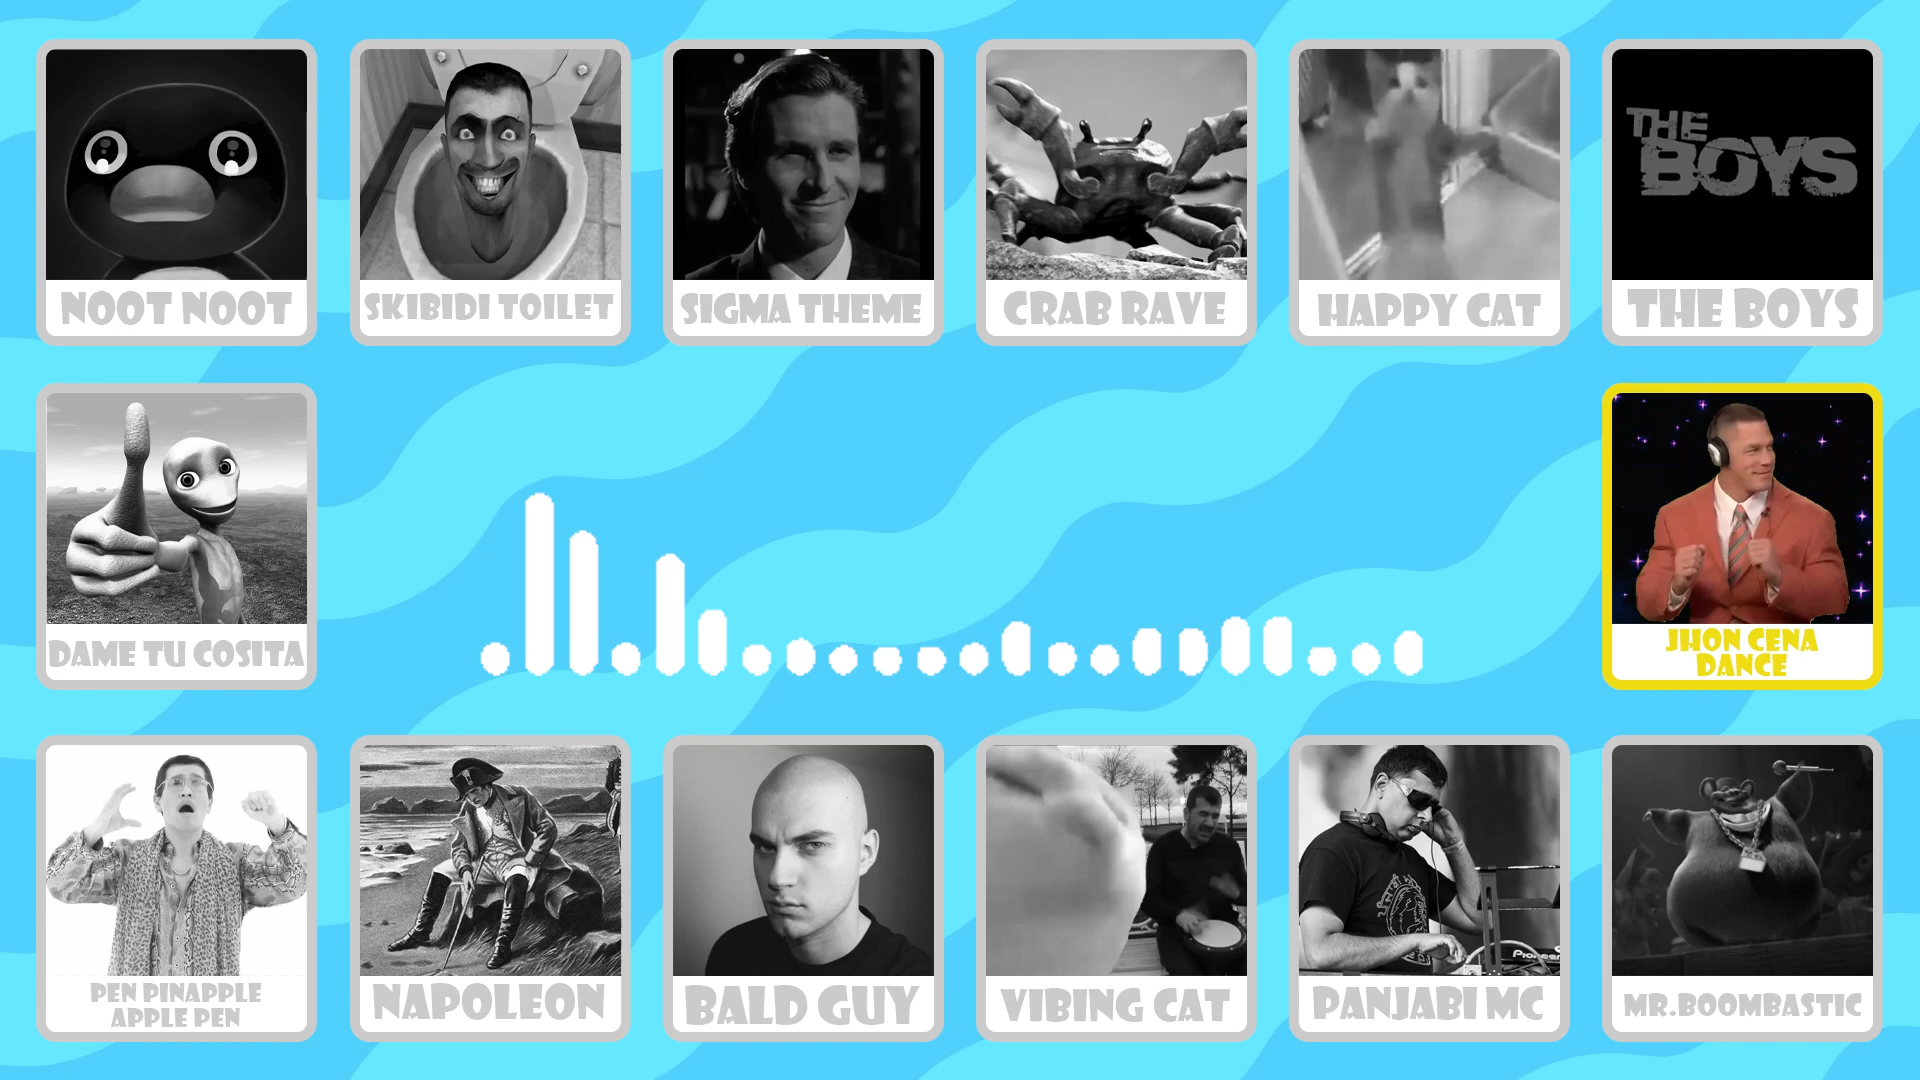 NOOT NOOT
SKIBIDI TOILET
SIGMA THEME
CRAB RAVE
HAPPY CAT
THE
BOYS
THE BOYS
DAME TU COSITA
JHON CENA
DANCE
PEN PINAPPLE
APPLE PEN
NAPOLEON
BALD GUY
VIBING CAT
Pioneer
PANJABI MC
MR.BOOMBASTIC